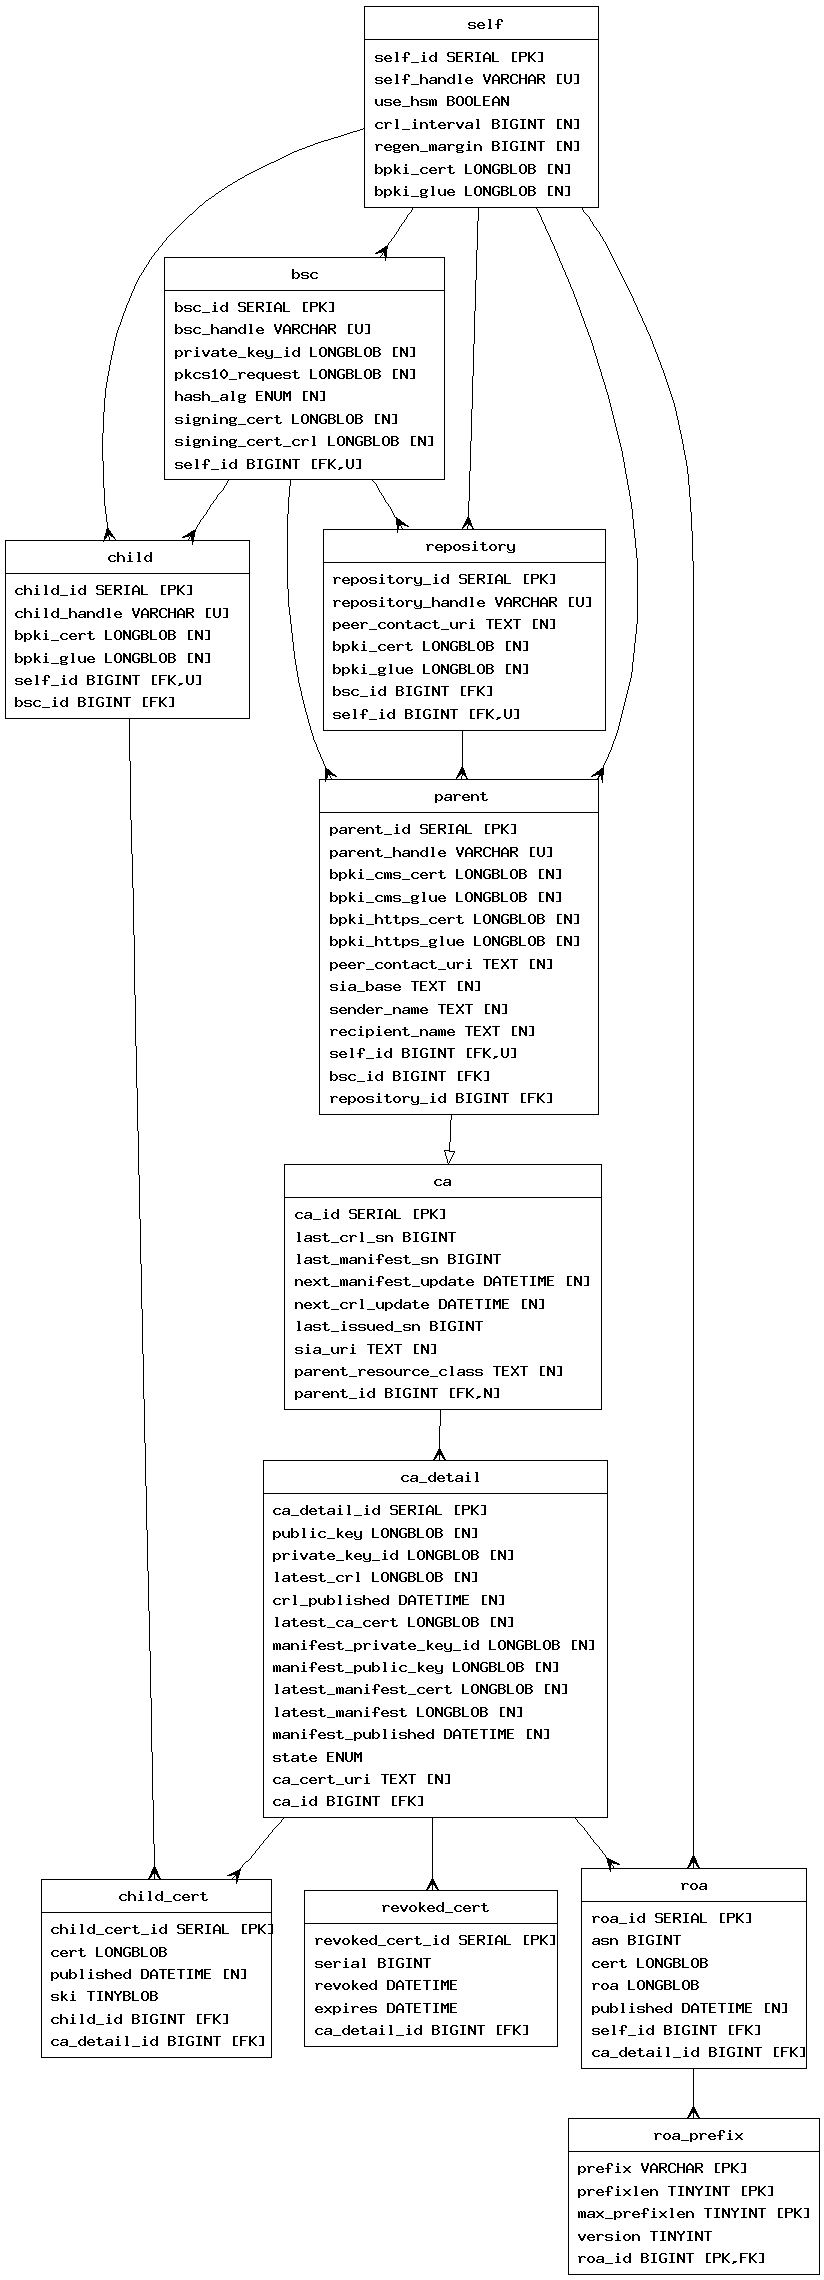 self
self_id SERIAL [PK]
self_handle VARCHAR [U]
use_hsm BOOLEAN
crl_interval BIGINT [N]
regen_margin BIGINT [N]
bpki_cert LONGBLOB [N]
bpki_glue LONGBLOB [N]
bsc
bsc_id SERIAL [PK]
bsc_handle VARCHAR [U]
private_key_id LONGBLOB [N]
pkcs10_request LONGBLOB [N]
hash_alg ENUM [N]
signing_cert LONGBLOB [N]
signing_cert_crl LONGBLOB [N]
self_id BIGINT [FK,U]
child
child_id SERIAL [PK]
child_handle VARCHAR [U]
bpki_cert LONGBLOB [N]
bpki_glue LONGBLOB [N]
self_id BIGINT [FK,U]
bsc_id BIGINT [FK]
repository
repository_id SERIAL [PK]
repository_handle VARCHAR [U]
peer_contact_uri TEXT [N]
bpki_cert LONGBLOB [N]
bpki_glue LONGBLOB [N]
bsc_id BIGINT [FK]
self_id BIGINT [FK,U]
parent
parent_id SERIAL [PK]
parent_handle VARCHAR [U]
bpki_cms_cert LONGBLOB [N]
bpki_cms_glue LONGBLOB [N]
bpki_https_cert LONGBLOB [N]
bpki_https_glue LONGBLOB [N]
peer_contact_uri TEXT [N]
sia_base TEXT [N]
sender_name TEXT [N]
recipient_name TEXT [N]
self_id BIGINT [FK,U]
bsc_id BIGINT [FK]
repository_id BIGINT [FK]
ca
ca_id SERIAL [PK]
last_crl_sn BIGINT
last_manifest_sn BIGINT
next_manifest_update DATETIME [N]
next_crl_update DATETIME [N]
last_issued_sn BIGINT
sia_uri TEXT [N]
parent_resource_class TEXT [N]
parent_id BIGINT [FK,N]
ca_detail
ca_detail_id SERIAL [PK]
public_key LONGBLOB [N]
private_key_id LONGBLOB [N]
latest_crl LONGBLOB [N]
crl_published DATETIME [N]
latest_ca_cert LONGBLOB [N]
manifest_private_key_id LONGBLOB [N]
manifest_public_key LONGBLOB [N]
latest_manifest_cert LONGBLOB [N]
latest_manifest LONGBLOB [N]
manifest_published DATETIME [N]
state ENUM
ca_cert_uri TEXT [N]
ca_id BIGINT [FK]
child_cert
child_cert_id SERIAL [PK]
cert LONGBLOB
published DATETIME [N]
ski TINYBLOB
child_id BIGINT [FK]
ca_detail_id BIGINT [FK]
revoked_cert
revoked_cert_id SERIAL [PK]
serial BIGINT
revoked DATETIME
expires DATETIME
ca_detail_id BIGINT [FK]
roa
roa_id SERIAL [PK]
asn BIGINT
cert LONGBLOB
roa LONGBLOB
published DATETIME [N]
self_id BIGINT [FK]
ca_detail_id BIGINT [FK]
roa_prefix
prefix VARCHAR [PK]
prefixlen TINYINT [PK]
max_prefixlen TINYINT [PK]
version TINYINT
roa_id BIGINT [PK,FK]